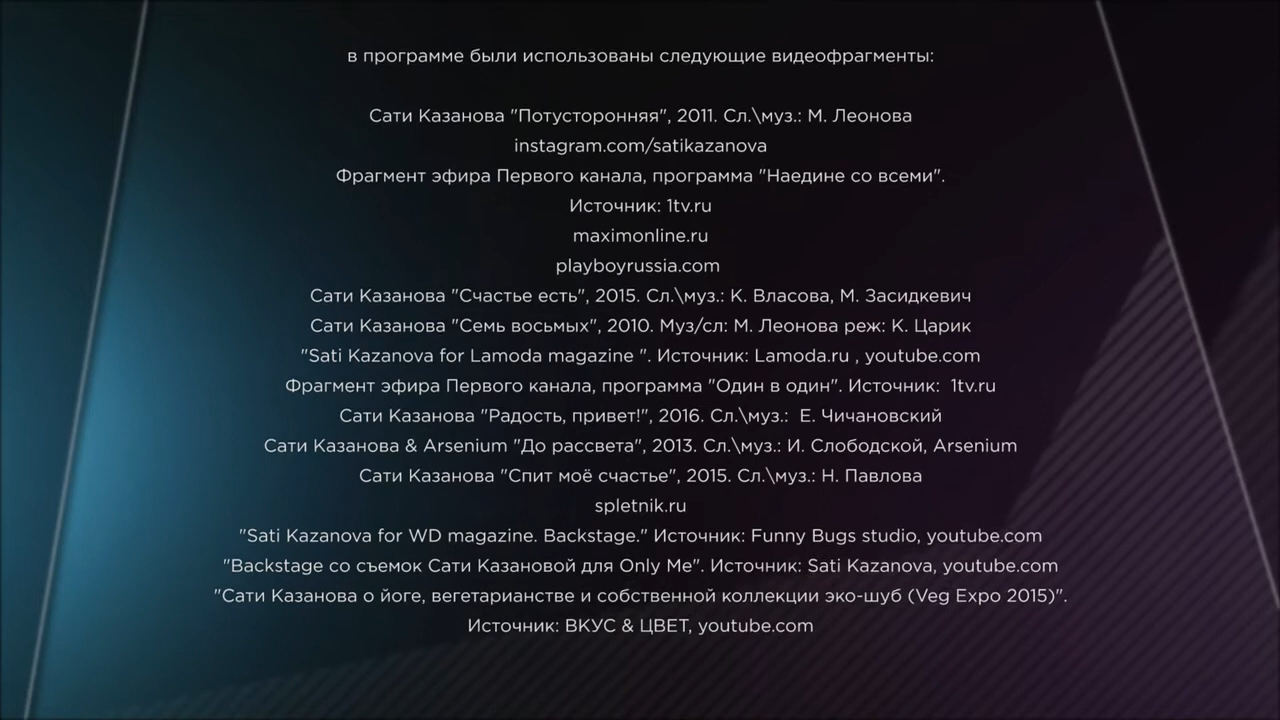 в программе были использованы следующие видеофрагменты:
Сати Казанова "Потусторонняя", 2011. Сл.\муз.: М. Леонова
instagram.com/satikazanova
Фрагмент эфира Первого канала, программа "Наедине со всеми".
Источник: 1tv.ru
maximonline.ru
playboyrussia.com
Сати Казанова "Счастье есть", 2015. Сл.\муз.: К. Власова, М. Засидкевич
Сати Казанова "Семь восьмых", 2010. Муз/сл: М. Леонова реж: К. Царик
"Sati Kazanova for Lamoda magazine ". Источник: Lamoda.ru , youtube.com
Фрагмент эфира Первого канала, программа "Один в один". Источник:  1tv.ru
Сати Казанова "Радость, привет!", 2016. Сл.\муз.:  Е. Чичановский
Сати Казанова & Arsenium "До рассвета", 2013. Сл.\муз.: И. Слободской, Arsenium
Сати Казанова "Спит моё счастье", 2015. Сл.\муз.: Н. Павлова
spletnik.ru
"Sati Kazanova for WD magazine. Backstage." Источник: Funny Bugs studio, youtube.com
"Backstage со съемок Сати Казановой для Only Me". Источник: Sati Kazanova, youtube.com
"Сати Казанова о йоге, вегетарианстве и собственной коллекции эко-шуб (Veg Expo 2015)".
Источник: ВКУС & ЦВЕТ, youtube.com